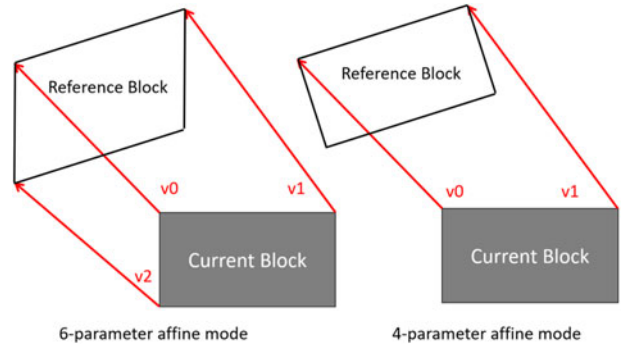 Reference Block
Reference Block
v0
v1
v0
v1
v2
Current Block
Current Block
6-parameter affine mode
4-parameter affine mode